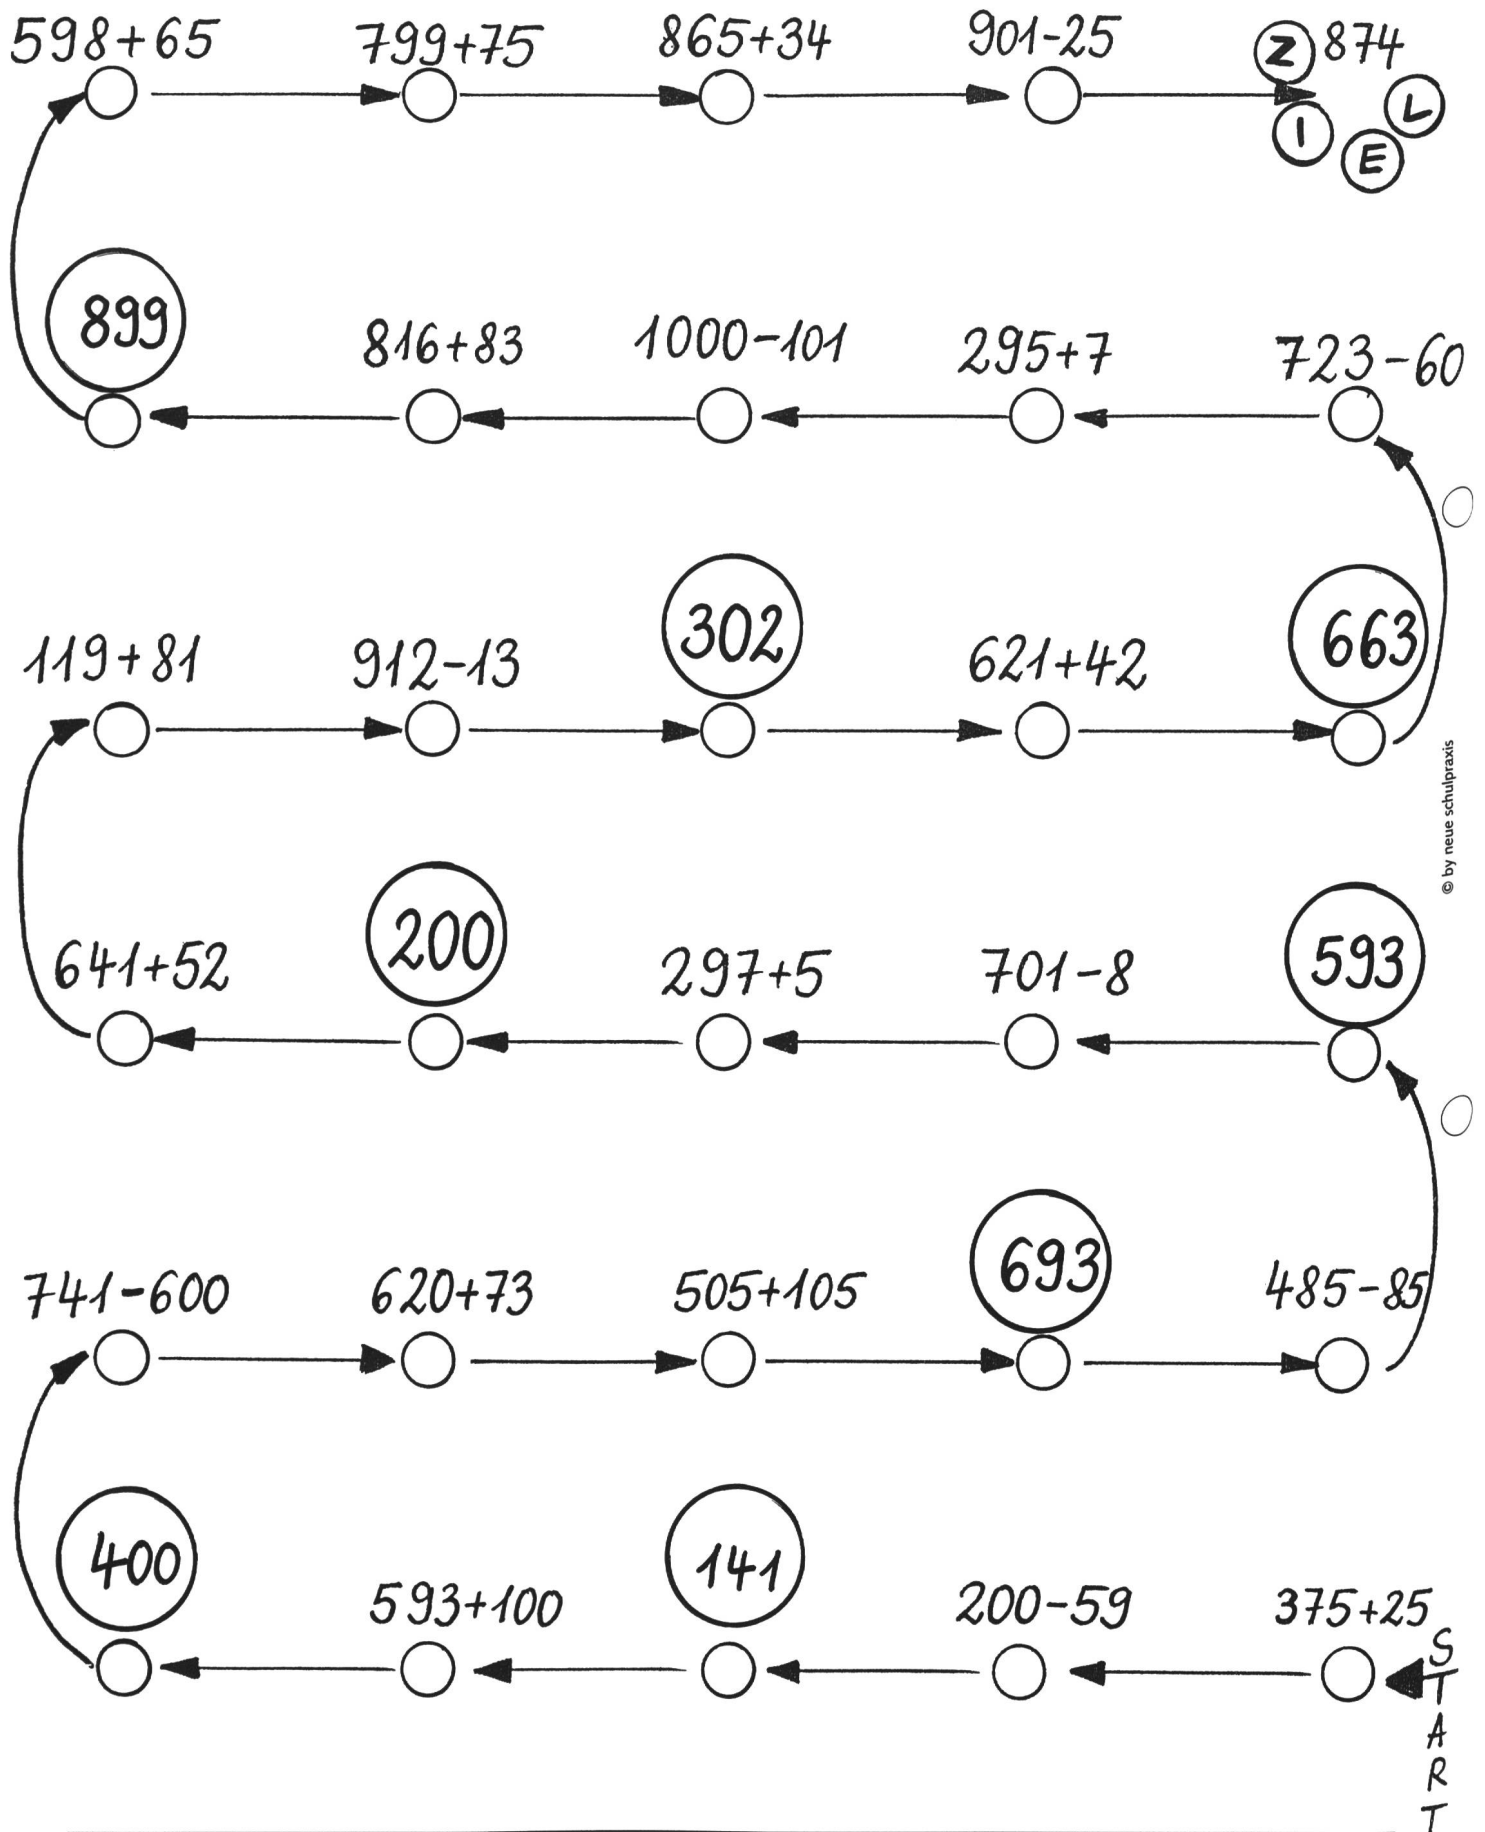 598+65 799+75 865+34 901-25 Z 874
I E L
899 816+83 1000-101 295+7 723-60
119+81 912-13 302 621+42 663
© by neue schulpraxis
641+52 200 297+5 701-8 593
741-600 620+73 505+105 693 485-85
400 593+100 141 200-59 375+25
START